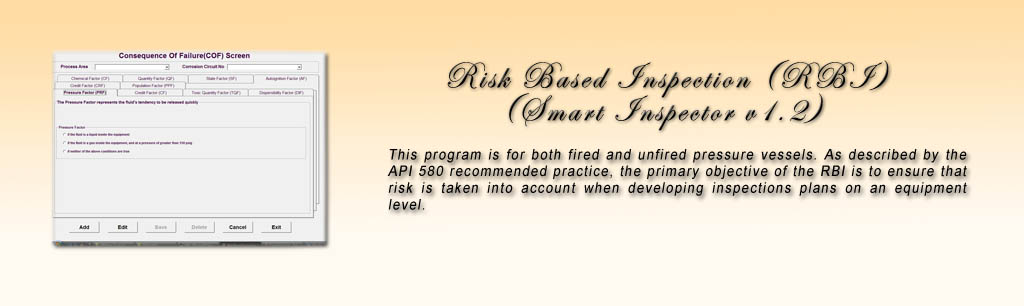 Consequence Of Failure(COF) Screen
Process Area Corrosion Circuit No
Chemical Factor (CF) Quantity Factor (QF) State Factor (SF) Autoignition Factor (AF)
Credit Factor (CRF) Population Factor (PPF)
Pressure Factor (PRF) Credit Factor (CF) Toxic Quantity Factor (TQF) Dispersibility Factor (DIF)
The Pressure Factor represents the fluid's tendency to be released quickly
Pressure Factor
If the fluid is a liquid inside the equipment
If the fluid is a gas inside the equipment, and at a pressure of greater than 150 psig
If neither of the above conditions are true
Add Edit Save Delete Cancel Exit
Risk Based Inspection (RBI)
(Smart Inspector v1.2)
This program is for both fired and unfired pressure vessels. As described by the
API 580 recommended practice, the primary objective of the RBI is to ensure that
risk is taken into account when developing inspections plans on an equipment
level.